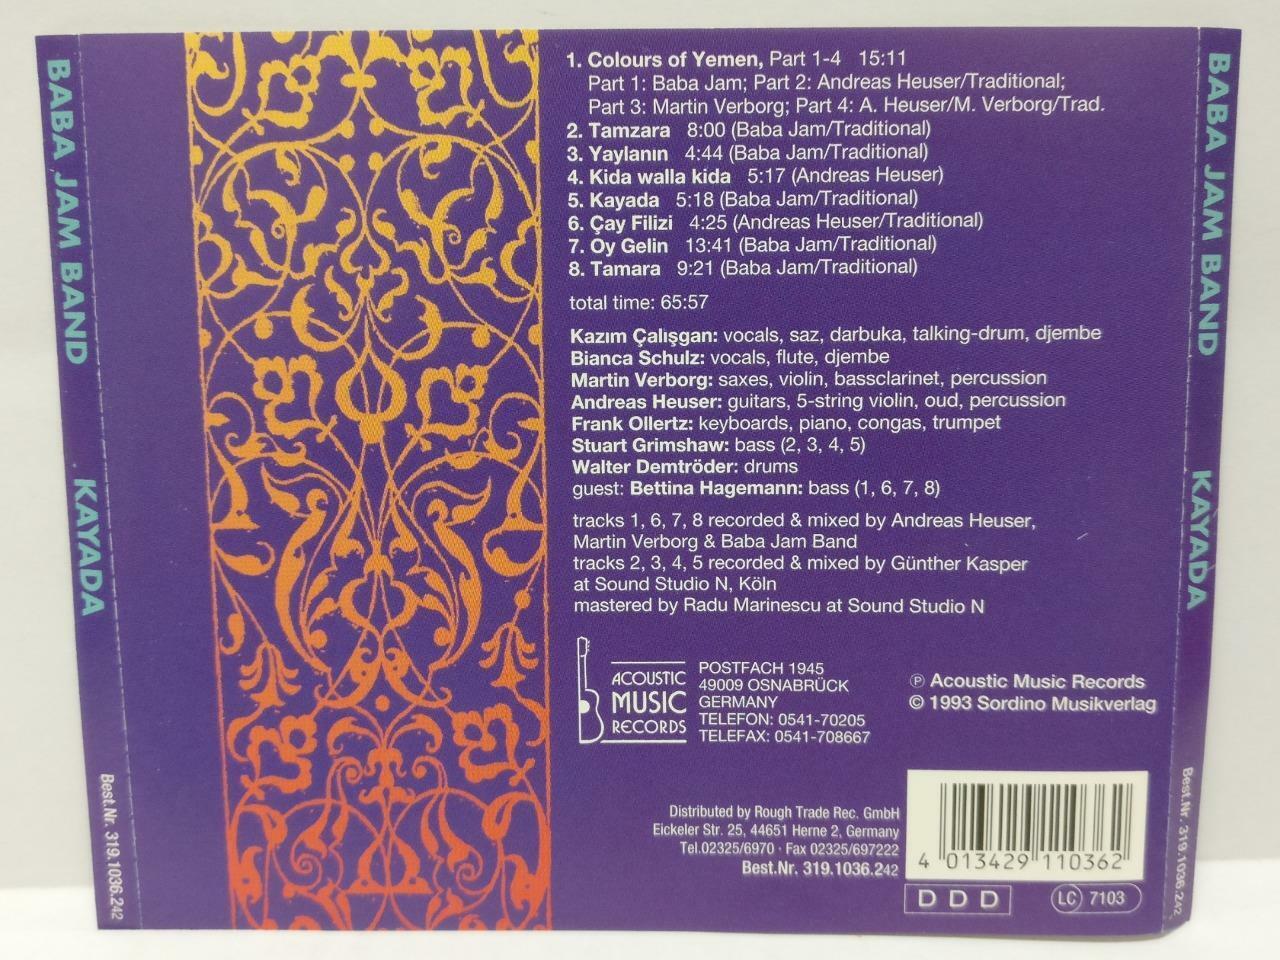 BABA JAM BAND
KAYADA
Best.Nr. 319.1036.242
1. Colours of Yemen, Part 1-4 15:11
Part 1: Baba Jam; Part 2: Andreas Heuser/Traditional;
Part 3: Martin Verborg; Part 4: A. Heuser/M. Verborg/Trad.
2. Tamzara 8:00 (Baba Jam/Traditional)
3. Yaylanın 4:44 (Baba Jam/Traditional)
4. Kida walla kida 5:17 (Andreas Heuser)
5. Kayada 5:18 (Baba Jam/Traditional)
6. Çay Filizi 4:25 (Andreas Heuser/Traditional)
7. Oy Gelin 13:41 (Baba Jam/Traditional)
8. Tamara 9:21 (Baba Jam/Traditional)
total time: 65:57
Kazım Çalışgan: vocals, saz, darbuka, talking-drum, djembe
Bianca Schulz: vocals, flute, djembe
Martin Verborg: saxes, violin, bassclarinet, percussion
Andreas Heuser: guitars, 5-string violin, oud, percussion
Frank Ollertz: keyboards, piano, congas, trumpet
Stuart Grimshaw: bass (2, 3, 4, 5)
Walter Demtröder: drums
guest: Bettina Hagemann: bass (1, 6, 7, 8)
tracks 1, 6, 7, 8 recorded & mixed by Andreas Heuser,
Martin Verborg & Baba Jam Band
tracks 2, 3, 4, 5 recorded & mixed by Günther Kasper
at Sound Studio N, Köln
mastered by Radu Marinescu at Sound Studio N
ACOUSTIC
MUSIC
RECORDS
POSTFACH 1945
49009 OSNABRÜCK
GERMANY
TELEFON: 0541-70205
TELEFAX: 0541-708667
℗ Acoustic Music Records
© 1993 Sordino Musikverlag
Distributed by Rough Trade Rec. GmbH
Eickeler Str. 25, 44651 Herne 2, Germany
Tel.02325/6970 · Fax 02325/697222
Best.Nr. 319.1036.242
4 013429 110362
DDD
LC 7103
BABA JAM BAND
KAYADA
Best.Nr. 319.1036.242